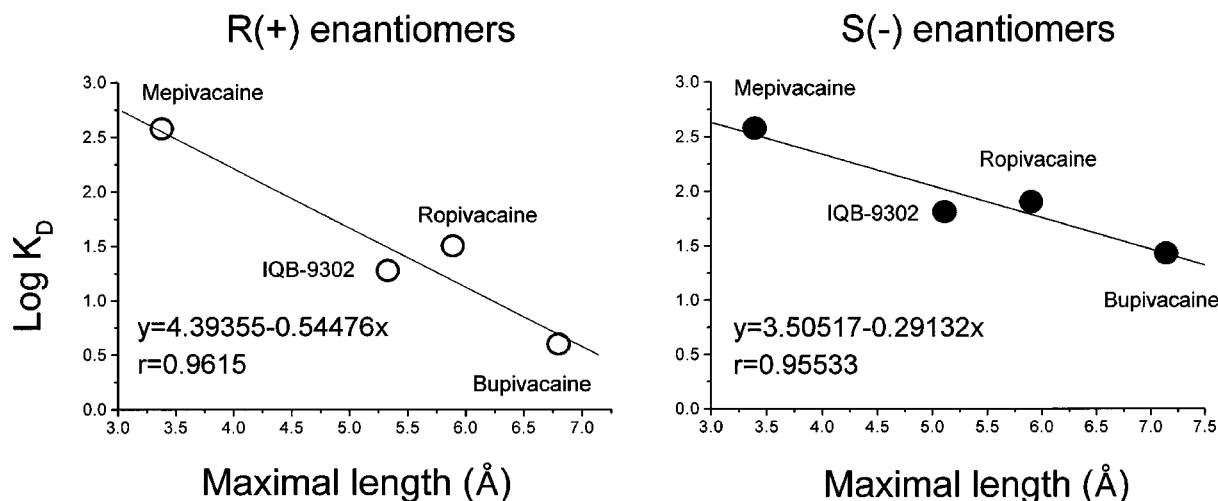 R(+) enantiomers
S(-) enantiomers
Log K_D
3.0
2.5
2.0
1.5
1.0
0.5
0.0
Mepivacaine
Ropivacaine
IQB-9302
y=4.39355-0.54476x
r=0.9615
Bupivacaine
3.0 3.5 4.0 4.5 5.0 5.5 6.0 6.5 7.0
Maximal length (Å)
3.0
2.5
2.0
1.5
1.0
0.5
0.0
Mepivacaine
Ropivacaine
IQB-9302
Bupivacaine
y=3.50517-0.29132x
r=0.95533
3.0 3.5 4.0 4.5 5.0 5.5 6.0 6.5 7.0 7.5
Maximal length (Å)